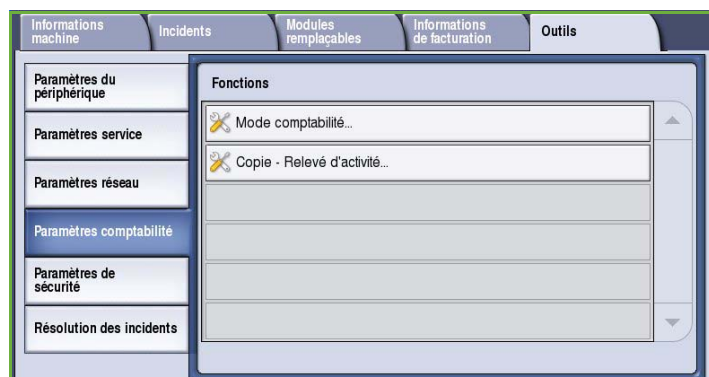 Informations
machine
Incidents
Modules
remplaçables
Informations
de facturation
Outils
Paramètres du
périphérique
Paramètres service
Paramètres réseau
Paramètres comptabilité
Paramètres de
sécurité
Résolution des incidents
Fonctions
Mode comptabilité...
Copie - Relevé d'activité...